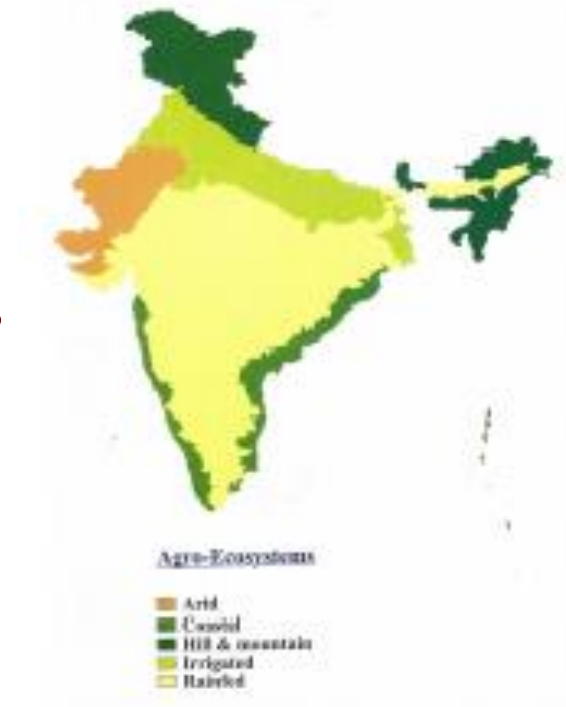 Agro-Ecosystems
Arid
Coastal
Hill & mountain
Irrigated
Rainfed